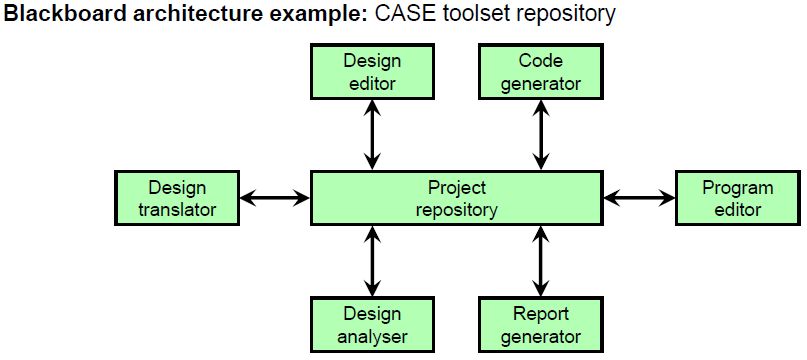 Blackboard architecture example: CASE toolset repository
Design
editor
Code
generator
Design
translator
Project
repository
Program
editor
Design
analyser
Report
generator